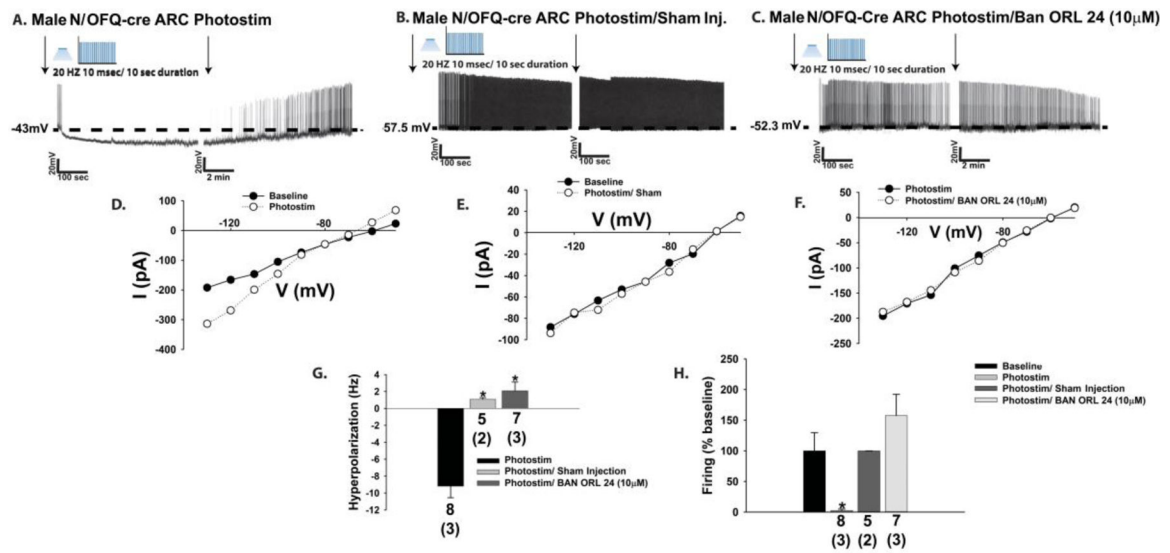 A. Male N/OFQ-cre ARC Photostim
20 HZ 10 msec/ 10 sec duration
-43mV
20mV
100 sec
20mV
2 min
B. Male N/OFQ-cre ARC Photostim/Sham Inj.
20 HZ 10 msec/ 10 sec duration
57.5 mV
20mV
100 sec
20mV
2 min
C. Male N/OFQ-Cre ARC Photostim/Ban ORL 24 (10µM)
20 HZ 10 msec/ 10 sec duration
-52.3 mV
20mV
100 sec
20mV
2 min
D.
Baseline
Photostim
100
0
-100
-200
-300
-400
-120
-80
I (pA)
V (mV)
E.
Baseline
Photostim/ Sham
40
20
0
-20
-40
-60
-80
-100
-120
-80
I (pA)
V (mV)
F.
Photostim
Photostim/ BAN ORL 24 (10µM)
50
0
-50
-100
-150
-200
-250
-120
-80
I (pA)
V (mV)
G.
Hyperpolarization (Hz)
4
2
0
-2
-4
-6
-8
-10
-12
* *
8
(3)
5
(2)
7
(3)
Photostim
Photostim/ Sham Injection
Photostim/ BAN ORL 24 (10µM)
H.
Firing (% baseline)
250
200
150
100
50
0
*
8
(3)
5
(2)
7
(3)
Baseline
Photostim
Photostim/ Sham Injection
Photostim/ BAN ORL 24 (10µM)